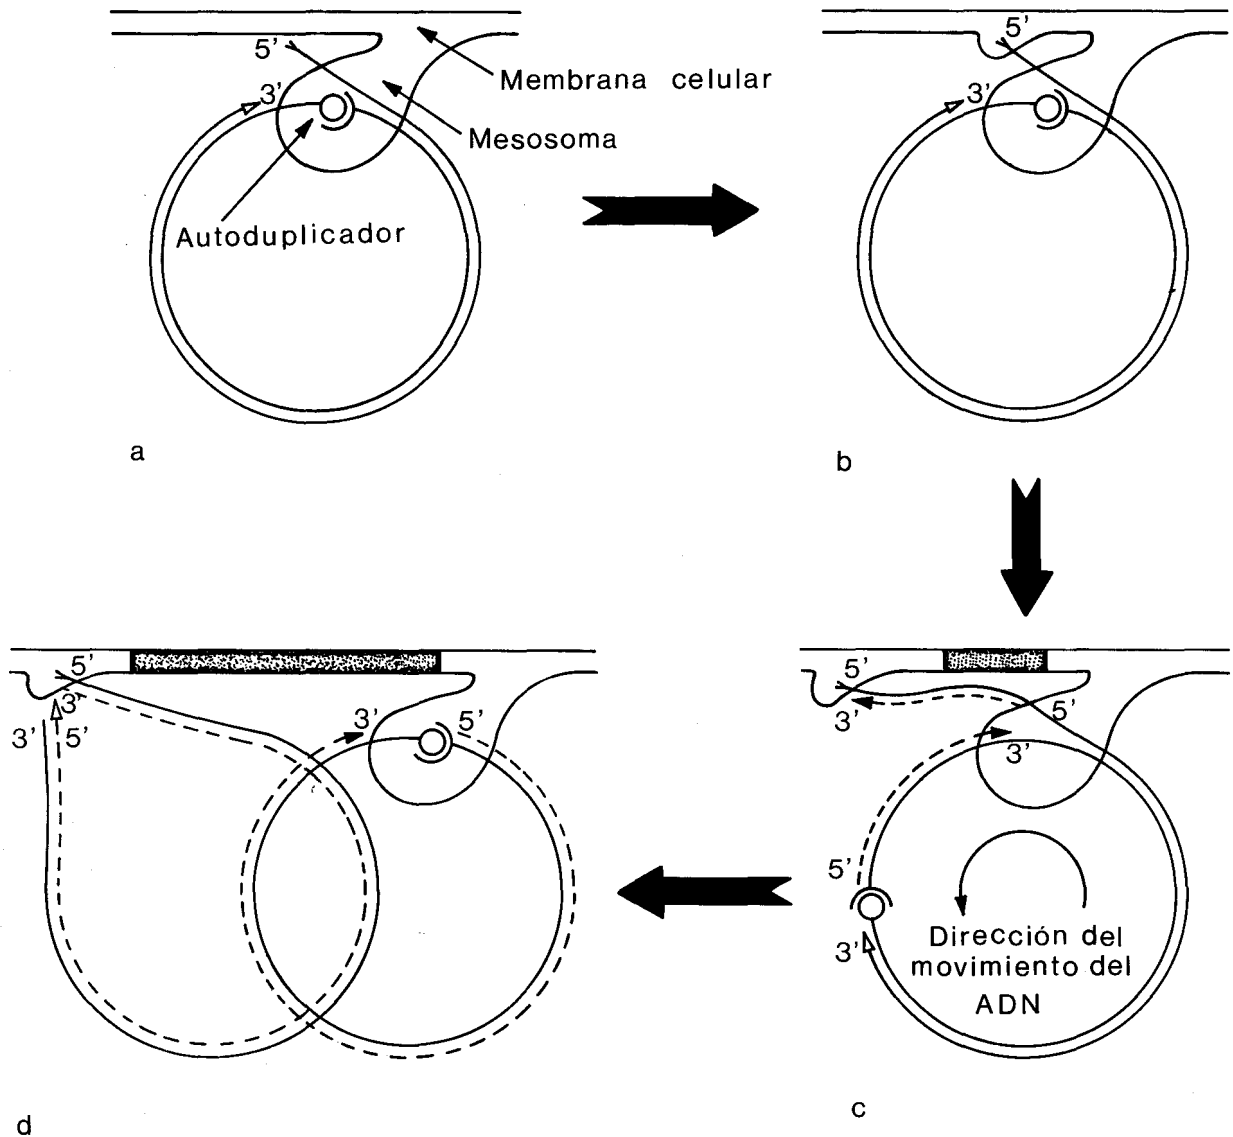 5'
Membrana celular
3'
Mesosoma
Autoduplicador
a
5'
3'
b
5'
3'
5'
3'
5'
3'
Dirección del
movimiento del
ADN
c
5'
3'
3'
5'
3'
5'
d